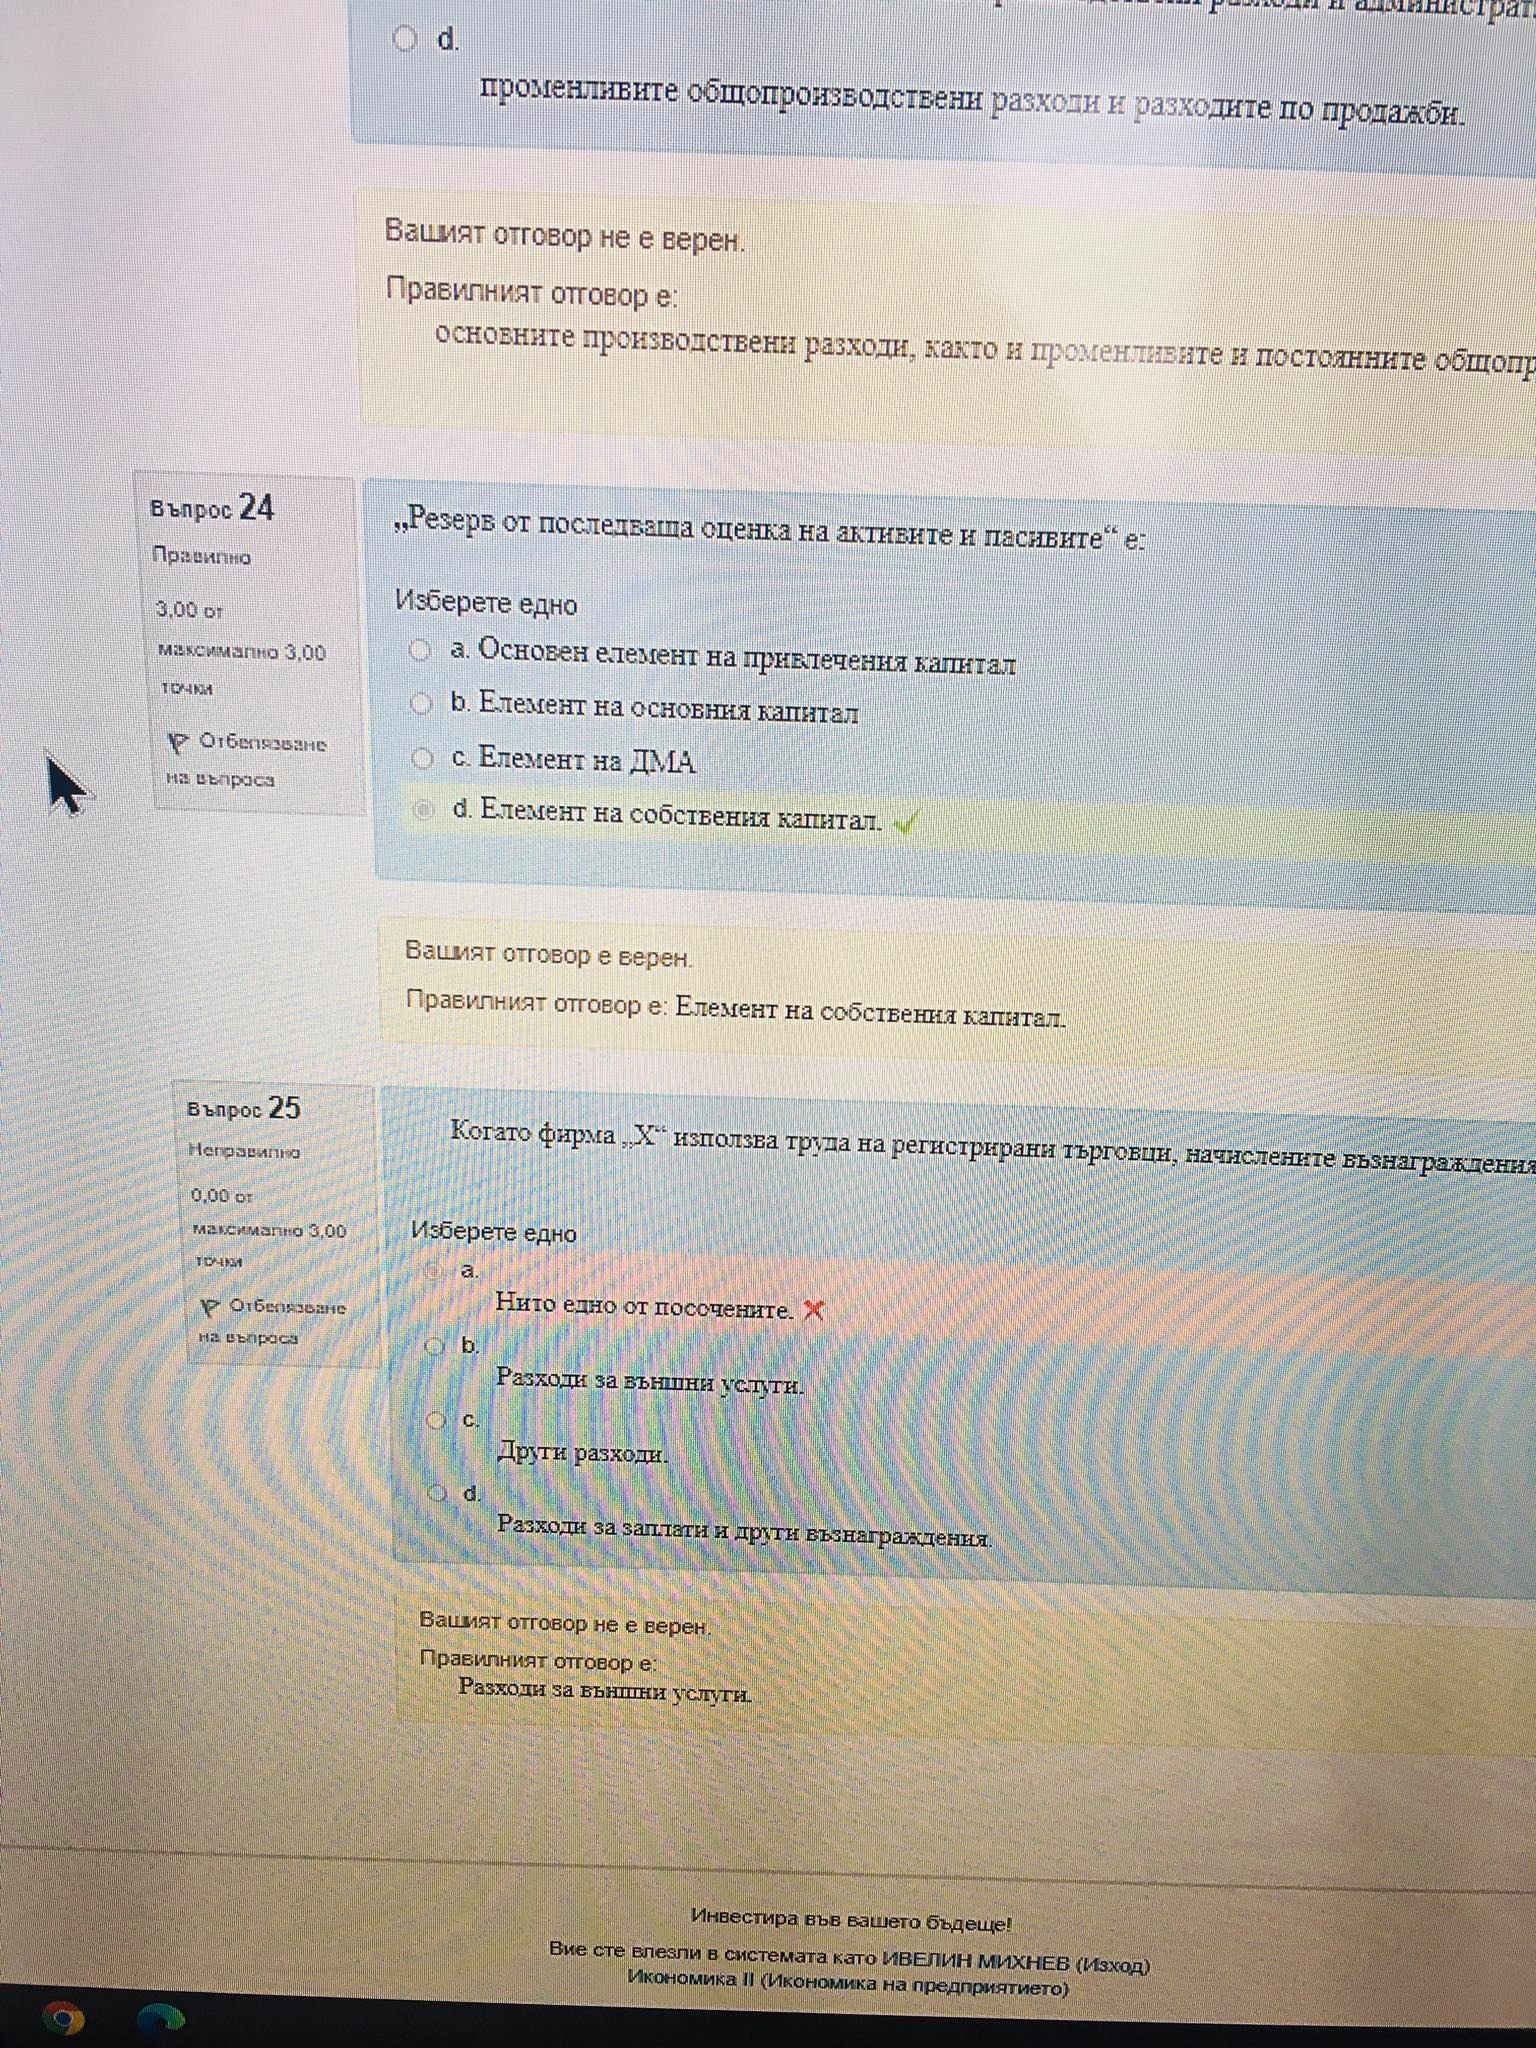 d.
променливите общопроизводствени разходи и разходите по продажби.
Вашият отговор не е верен.
Правилният отговор е:
основните производствени разходи, както и променливите и постоянните общопр
Въпрос 24
Правилно
3,00 от
максимално 3,00
точки
Отбелязване
на въпроса
„Резерв от последваща оценка на активите и пасивите“ е:
Изберете едно
a. Основен елемент на привлечения капитал
b. Елемент на основния капитал
c. Елемент на ДМА
d. Елемент на собствения капитал.
Вашият отговор е верен.
Правилният отговор е: Елемент на собствения капитал.
Въпрос 25
Неправилно
0,00 от
максимално 3,00
точки
Отбелязване
на въпроса
Когато фирма „Х“ използва труда на регистрирани търговци, начислените възнаграждения
Изберете едно
a.
Нито едно от посочените.
b.
Разходи за външни услуги.
c.
Други разходи.
d.
Разходи за заплати и други възнаграждения.
Вашият отговор не е верен.
Правилният отговор е:
Разходи за външни услуги.
Инвестира във вашето бъдеще!
Вие сте влезли в системата като ИВЕЛИН МИХНЕВ (Изход)
Икономика II (Икономика на предприятието)